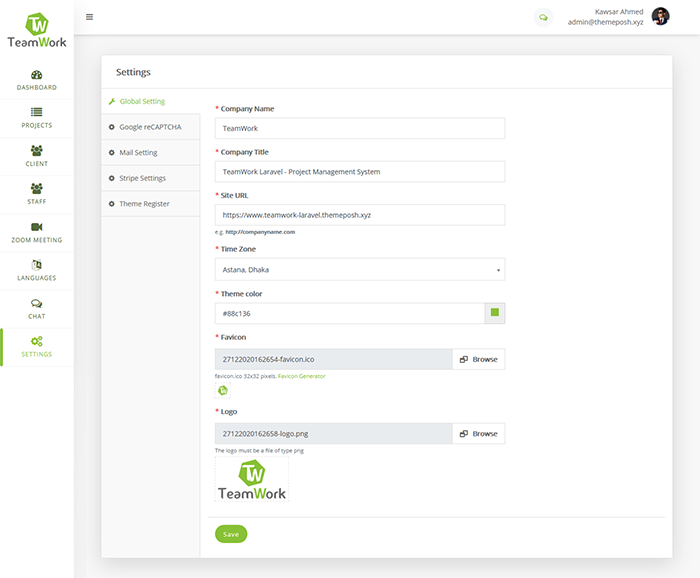 TW
TeamWork
Kawsar Ahmed
admin@themeposh.xyz
DASHBOARD
PROJECTS
CLIENT
STAFF
ZOOM MEETING
LANGUAGES
CHAT
SETTINGS
Settings
Global Setting
Google reCAPTCHA
Mail Setting
Stripe Settings
Theme Register
* Company Name
TeamWork
* Company Title
TeamWork Laravel - Project Management System
* Site URL
https://www.teamwork-laravel.themeposh.xyz
e.g. http://companyname.com
* Time Zone
Astana, Dhaka
* Theme color
#88c136
* Favicon
27122020162654-favicon.ico
Browse
favicon.ico 32x32 pixels. Favicon Generator
TW
* Logo
27122020162658-logo.png
Browse
The logo must be a file of type png
TW
TeamWork
Save